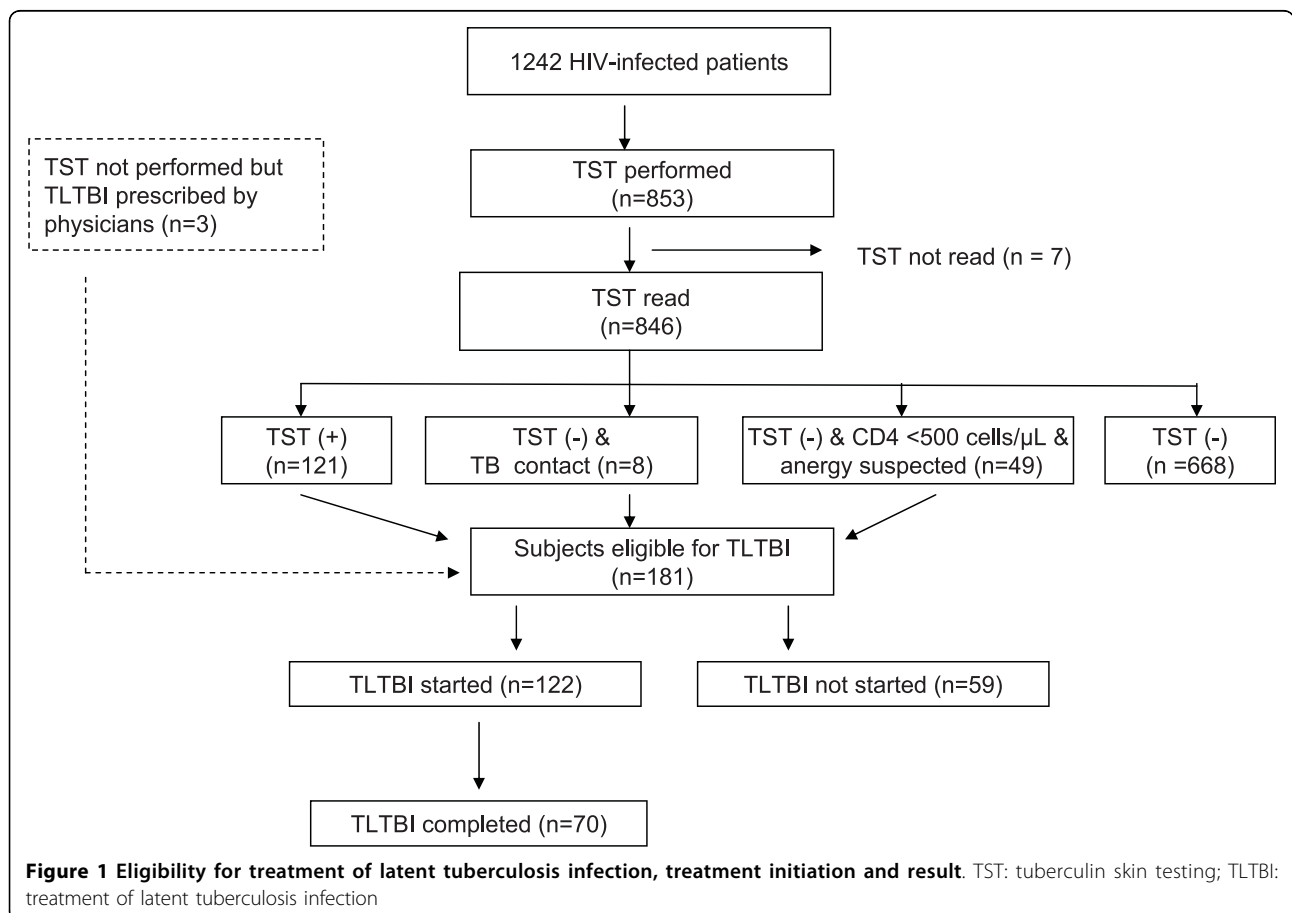 1242 HIV-infected patients
TST not performed but
TLTBI prescribed by
physicians (n=3)
TST performed
(n=853)
TST not read (n = 7)
TST read
(n=846)
TST (+)
(n=121)
TST (-) &
TB contact (n=8)
TST (-) & CD4 <500 cells/µL &
anergy suspected (n=49)
TST (-)
(n =668)
Subjects eligible for TLTBI
(n=181)
TLTBI started (n=122)
TLTBI not started (n=59)
TLTBI completed (n=70)
Figure 1 Eligibility for treatment of latent tuberculosis infection, treatment initiation and result. TST: tuberculin skin testing; TLTBI:
treatment of latent tuberculosis infection